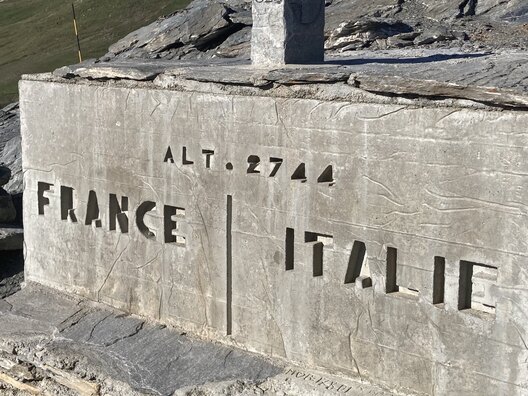 ALT. 2744
FRANCE | ITALIE